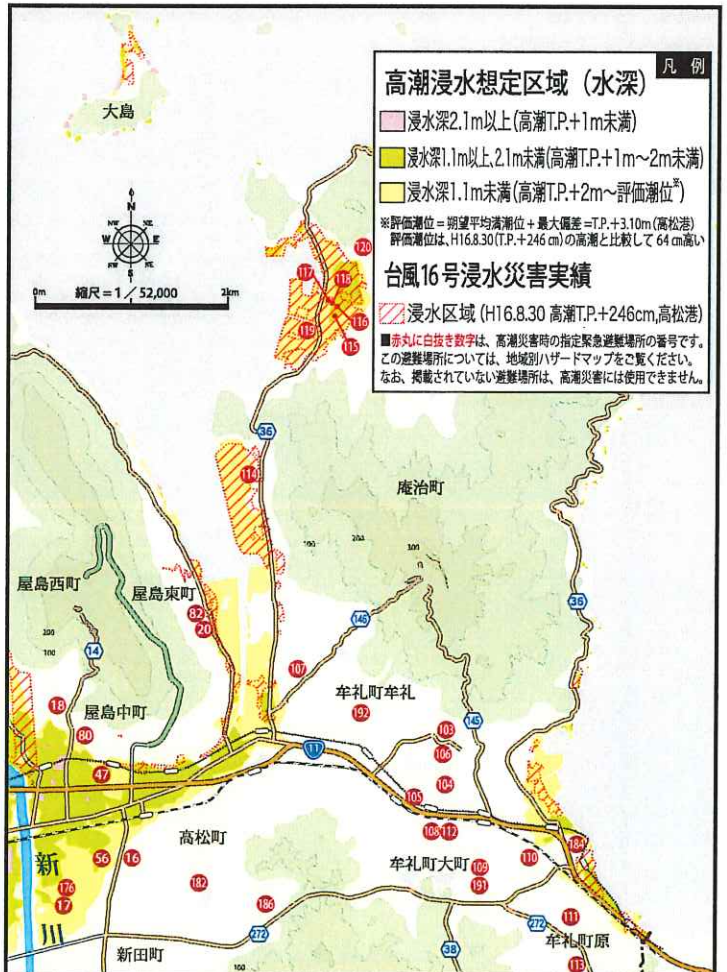 凡 例
高潮浸水想定区域（水深）
浸水深2.1m以上(高潮T.P.+1m未満)
浸水深1.1m以上,2.1m未満(高潮T.P.+1m～2m未満)
浸水深1.1m未満(高潮T.P.+2m～評価潮位※)
※評価潮位＝朔望平均満潮位＋最大偏差＝T.P.+3.10m(高松港)
評価潮位は、H16.8.30(T.P.+246㎝)の高潮と比較して64㎝高い
台風16号浸水災害実績
浸水区域(H16.8.30 高潮T.P.+246cm,高松港)
■赤丸に白抜き数字は、高潮災害時の指定緊急避難場所の番号です。
この避難場所については、地域別ハザードマップをご覧ください。
なお、掲載されていない避難場所は、高潮災害には使用できません。
大島
N
NW NE
W E
SW SE
S
0m 縮尺＝1／52,000 2km
120
117 118
116
119 115
36
114
庵治町
100 200 300
屋島西町 屋島東町
82
20
146
36
200
100
14
107
牟礼町牟礼
18 屋島中町
192
145
80
103
11
106
47
104
105
高松町
108 112
184
新 56 16
牟礼町大町 109 110
182
191
176
17
186
111
川
272
272
新田町
38
牟礼町原
100
113